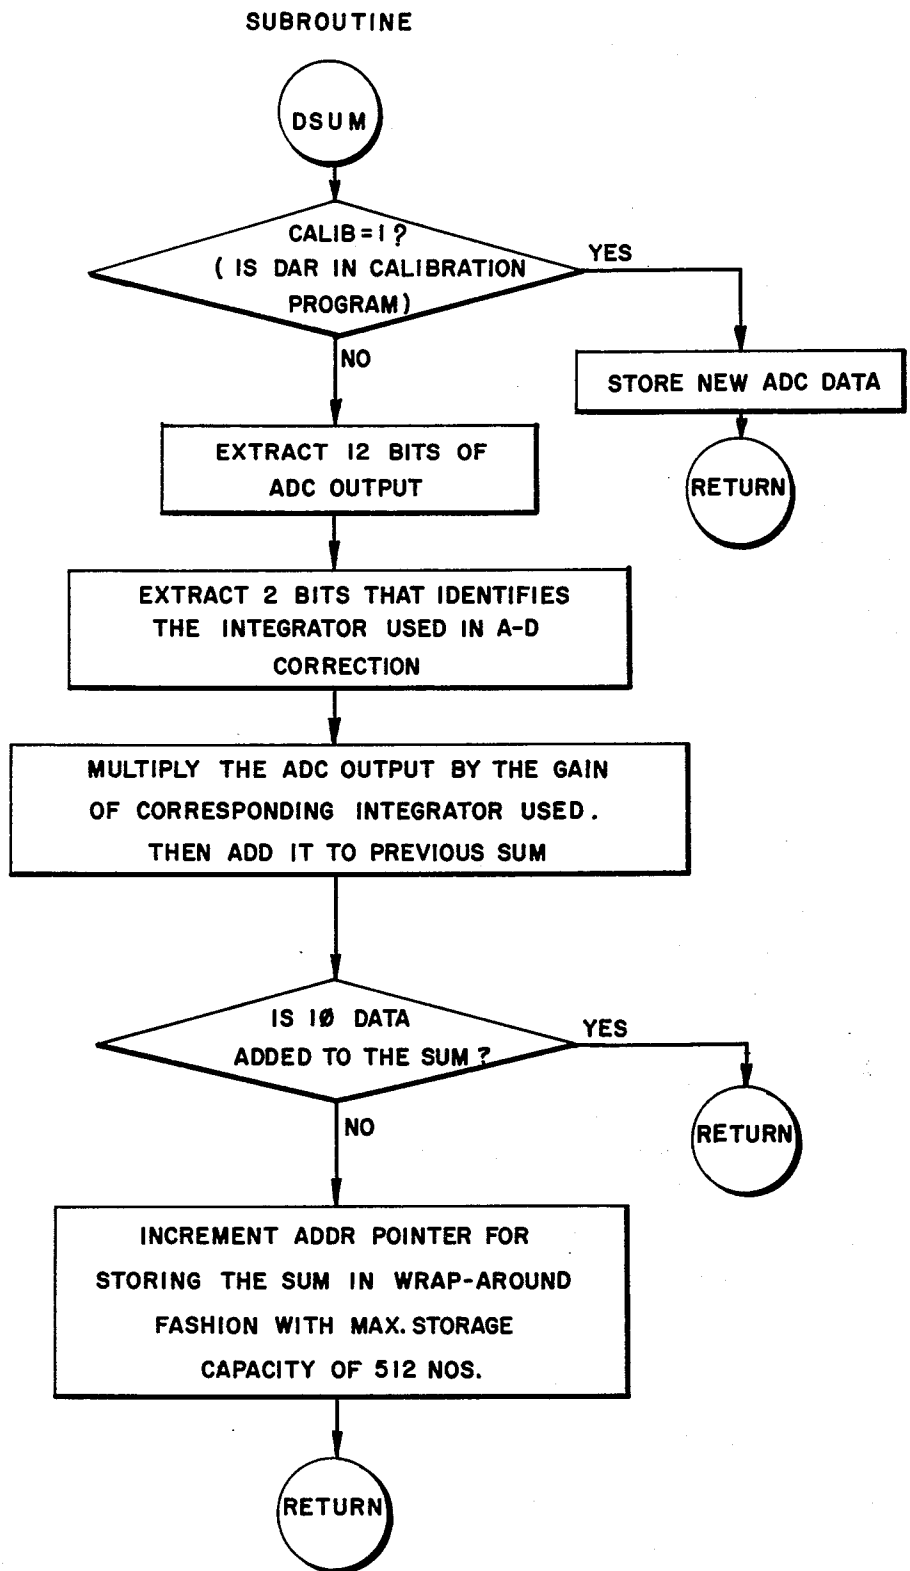 SUBROUTINE
DSUM
CALIB=1?
( IS DAR IN CALIBRATION
PROGRAM)
YES
NO
STORE NEW ADC DATA
RETURN
EXTRACT 12 BITS OF
ADC OUTPUT
EXTRACT 2 BITS THAT IDENTIFIES
THE INTEGRATOR USED IN A-D
CORRECTION
MULTIPLY THE ADC OUTPUT BY THE GAIN
OF CORRESPONDING INTEGRATOR USED.
THEN ADD IT TO PREVIOUS SUM
IS 1Ø DATA
ADDED TO THE SUM?
YES
RETURN
NO
INCREMENT ADDR POINTER FOR
STORING THE SUM IN WRAP-AROUND
FASHION WITH MAX. STORAGE
CAPACITY OF 512 NOS.
RETURN